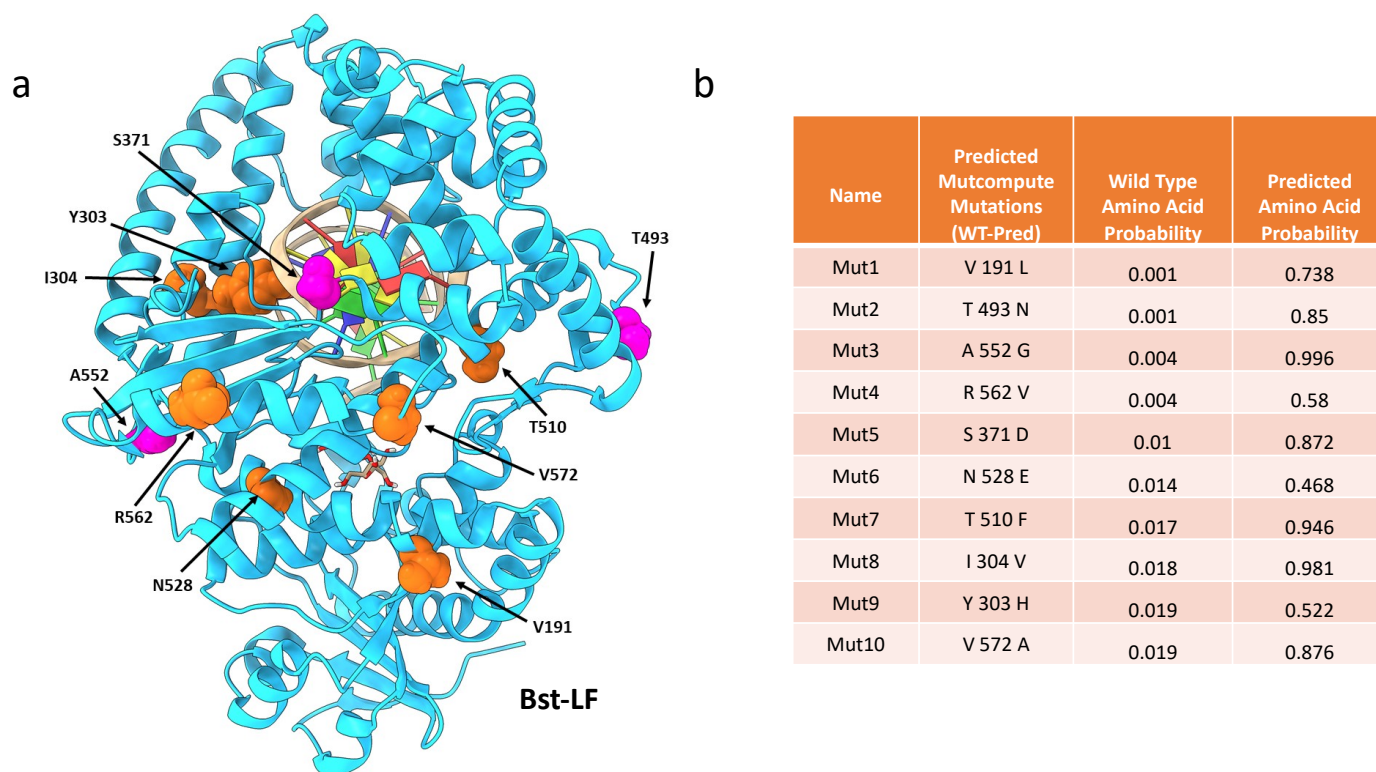 a
S371
Y303
I304
T493
A552
T510
V572
R562
N528
V191
Bst-LF
b
Name
Predicted
Mutcompute
Mutations
(WT-Pred)
Wild Type
Amino Acid
Probability
Predicted
Amino Acid
Probability
Mut1 V 191 L 0.001 0.738
Mut2 T 493 N 0.001 0.85
Mut3 A 552 G 0.004 0.996
Mut4 R 562 V 0.004 0.58
Mut5 S 371 D 0.01 0.872
Mut6 N 528 E 0.014 0.468
Mut7 T 510 F 0.017 0.946
Mut8 I 304 V 0.018 0.981
Mut9 Y 303 H 0.019 0.522
Mut10 V 572 A 0.019 0.876